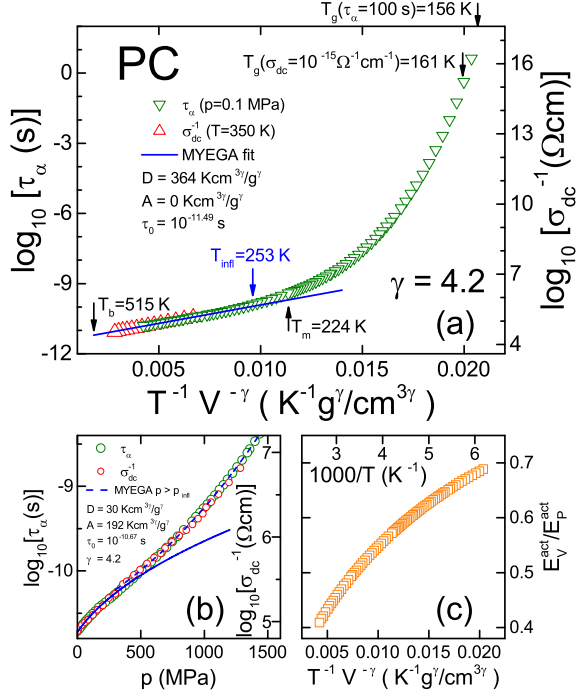 T_g(τ_α=100 s)=156 K
PC
T_g(σ_dc=10^-15Ω^-1cm^-1)=161 K
τ_α (p=0.1 MPa)
σ_dc^-1 (T=350 K)
MYEGA fit
D = 364 Kcm^3γ/g^γ
A = 0 Kcm^3γ/g^γ
τ_0 = 10^-11.49 s
T_infl=253 K
T_b=515 K
T_m=224 K
γ = 4.2
(a)
log_10 [τ_α (s)]
0
-3
-6
-9
-12
log_10 [σ_dc^-1(Ωcm)]
16
13
10
7
4
0.005
0.010
0.015
0.020
T^-1 V^-γ ( K^-1g^γ/cm^3γ)
τ_α
σ_dc^-1
MYEGA p > p_infl
D = 30 Kcm^3γ/g^γ
A = 192 Kcm^3γ/g^γ
τ_0 = 10^-10.67 s
γ = 4.2
(b)
log_10[τ_α(s)]
-9
-10
log_10[σ_dc^-1(Ωcm)]
7
6
5
0
500
1000
1500
p (MPa)
3
4
5
6
1000/T (K^-1)
(c)
E_V^act/E_P^act
0.7
0.6
0.5
0.4
0.005
0.010
0.015
0.020
T^-1 V^-γ (K^-1g^γ/cm^3γ)